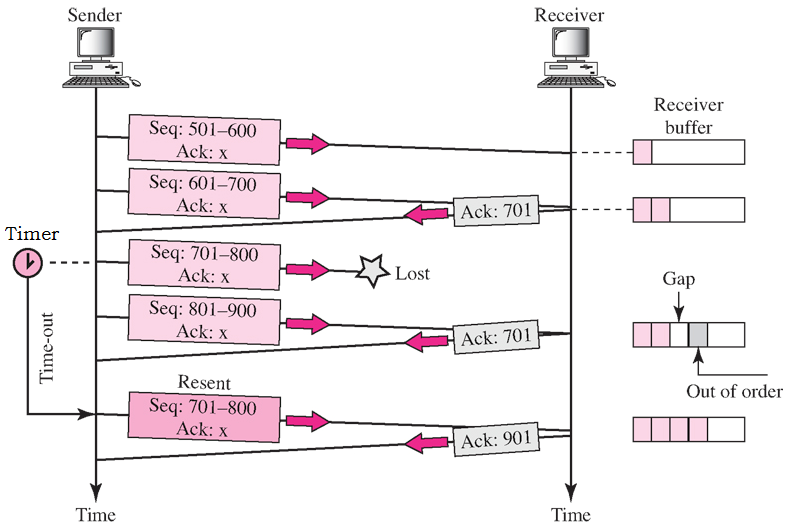 Sender
Receiver
Receiver
buffer
Seq: 501–600
Ack: x
Seq: 601–700
Ack: x
Ack: 701
Timer
Seq: 701–800
Ack: x
Lost
Gap
Seq: 801–900
Ack: x
Ack: 701
Time-out
Out of order
Resent
Seq: 701–800
Ack: x
Ack: 901
Time
Time